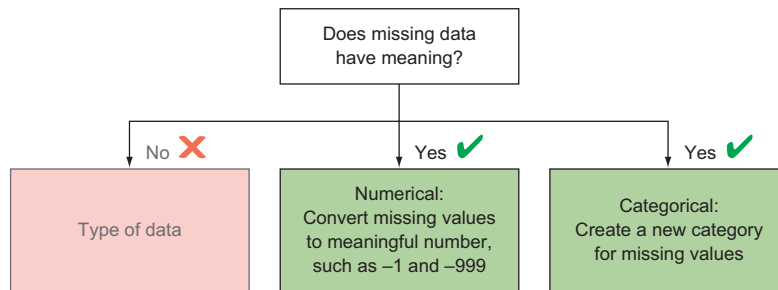 Does missing data
have meaning?
No
Yes
Yes
Type of data
Numerical:
Convert missing values
to meaningful number,
such as –1 and –999
Categorical:
Create a new category
for missing values